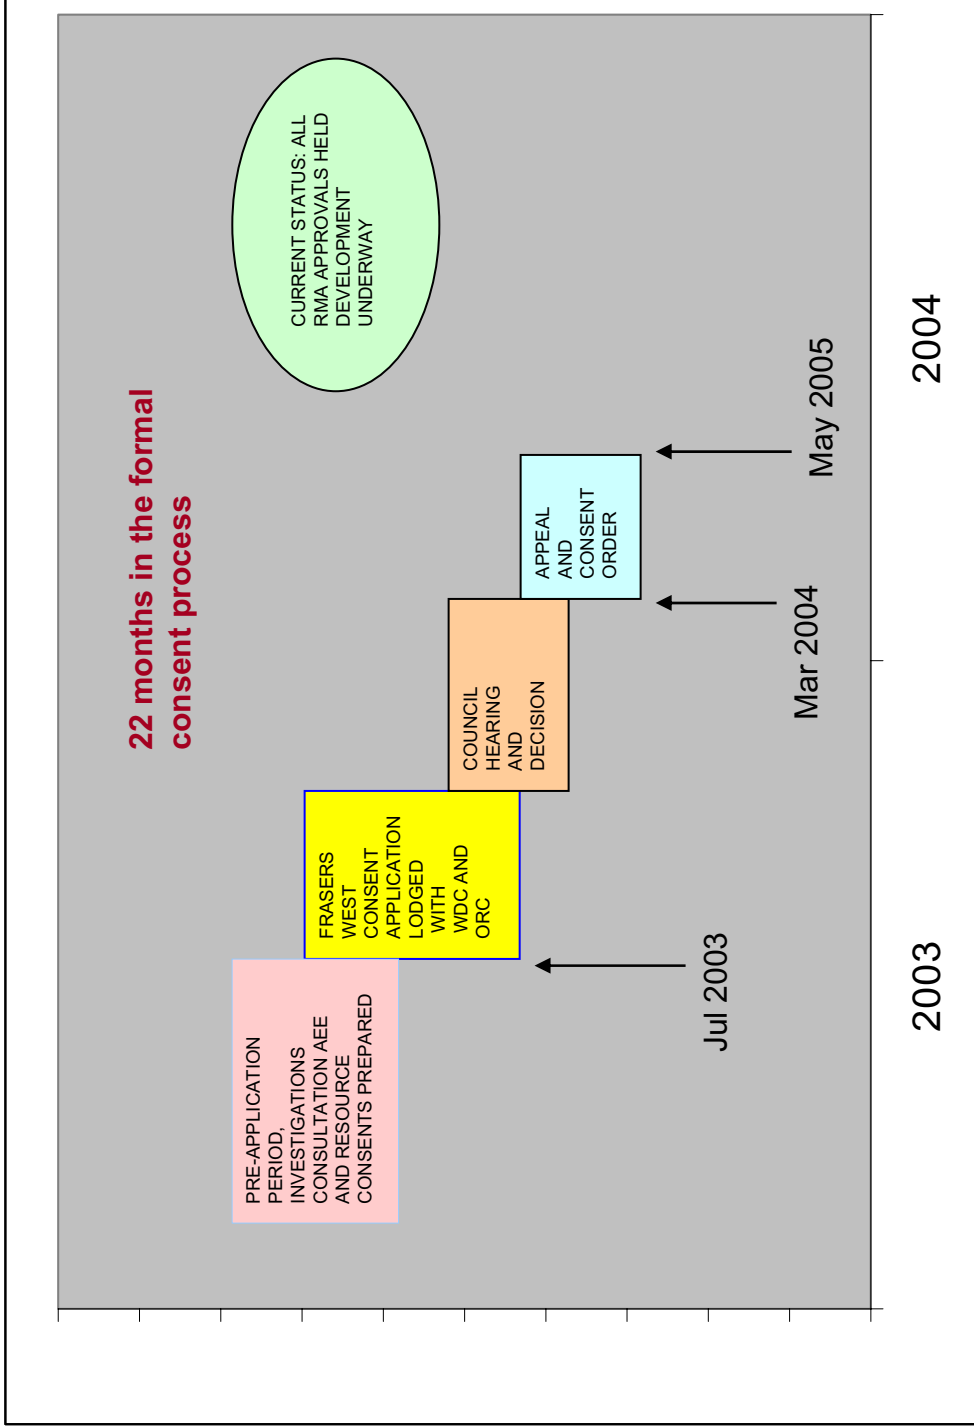 22 months in the formal
consent process
PRE-APPLICATION
PERIOD,
INVESTIGATIONS
CONSULTATION AEE
AND RESOURCE
CONSENTS PREPARED
FRASERS
WEST
CONSENT
APPLICATION
LODGED
WITH
WDC AND
ORC
COUNCIL
HEARING
AND
DECISION
APPEAL
AND
CONSENT
ORDER
CURRENT STATUS: ALL
RMA APPROVALS HELD
DEVELOPMENT
UNDERWAY
Jul 2003
Mar 2004
May 2005
2003
2004